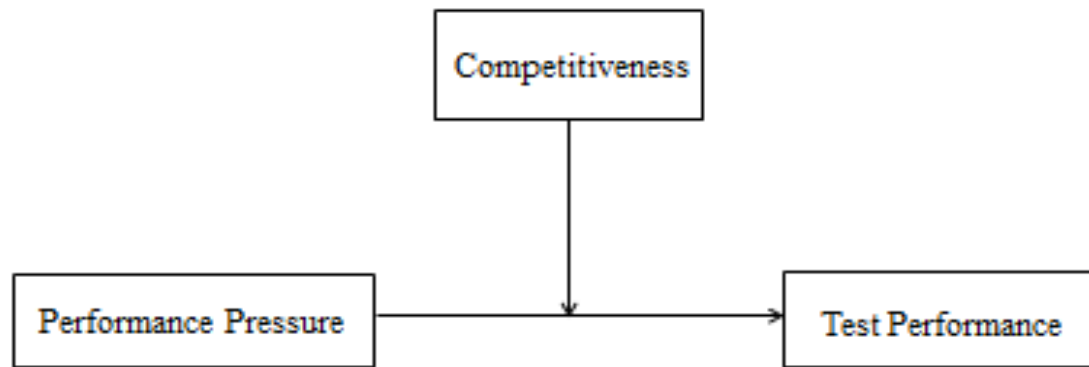 Competitiveness
Performance Pressure
Test Performance